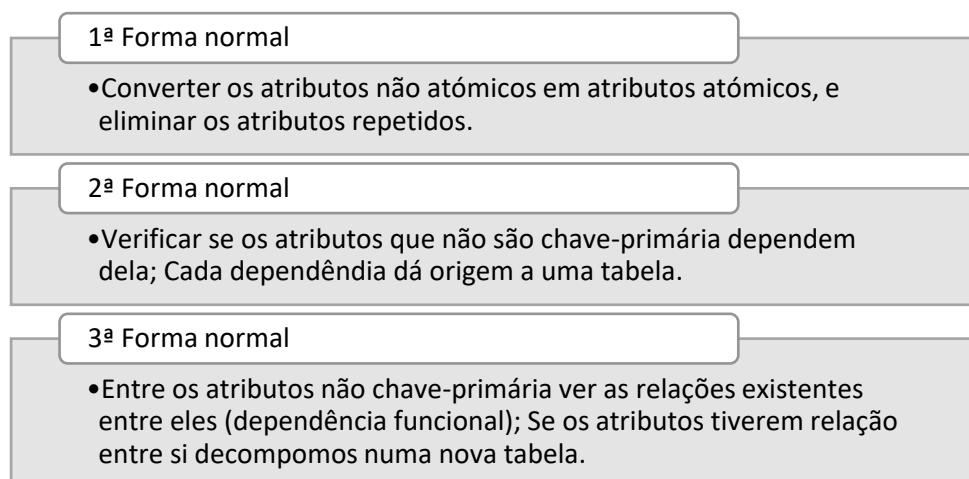 1ª Forma normal
•Converter os atributos não atómicos em atributos atómicos, e
eliminar os atributos repetidos.
2ª Forma normal
•Verificar se os atributos que não são chave-primária dependem
dela; Cada dependêndia dá origem a uma tabela.
3ª Forma normal
•Entre os atributos não chave-primária ver as relações existentes
entre eles (dependência funcional); Se os atributos tiverem relação
entre si decompomos numa nova tabela.